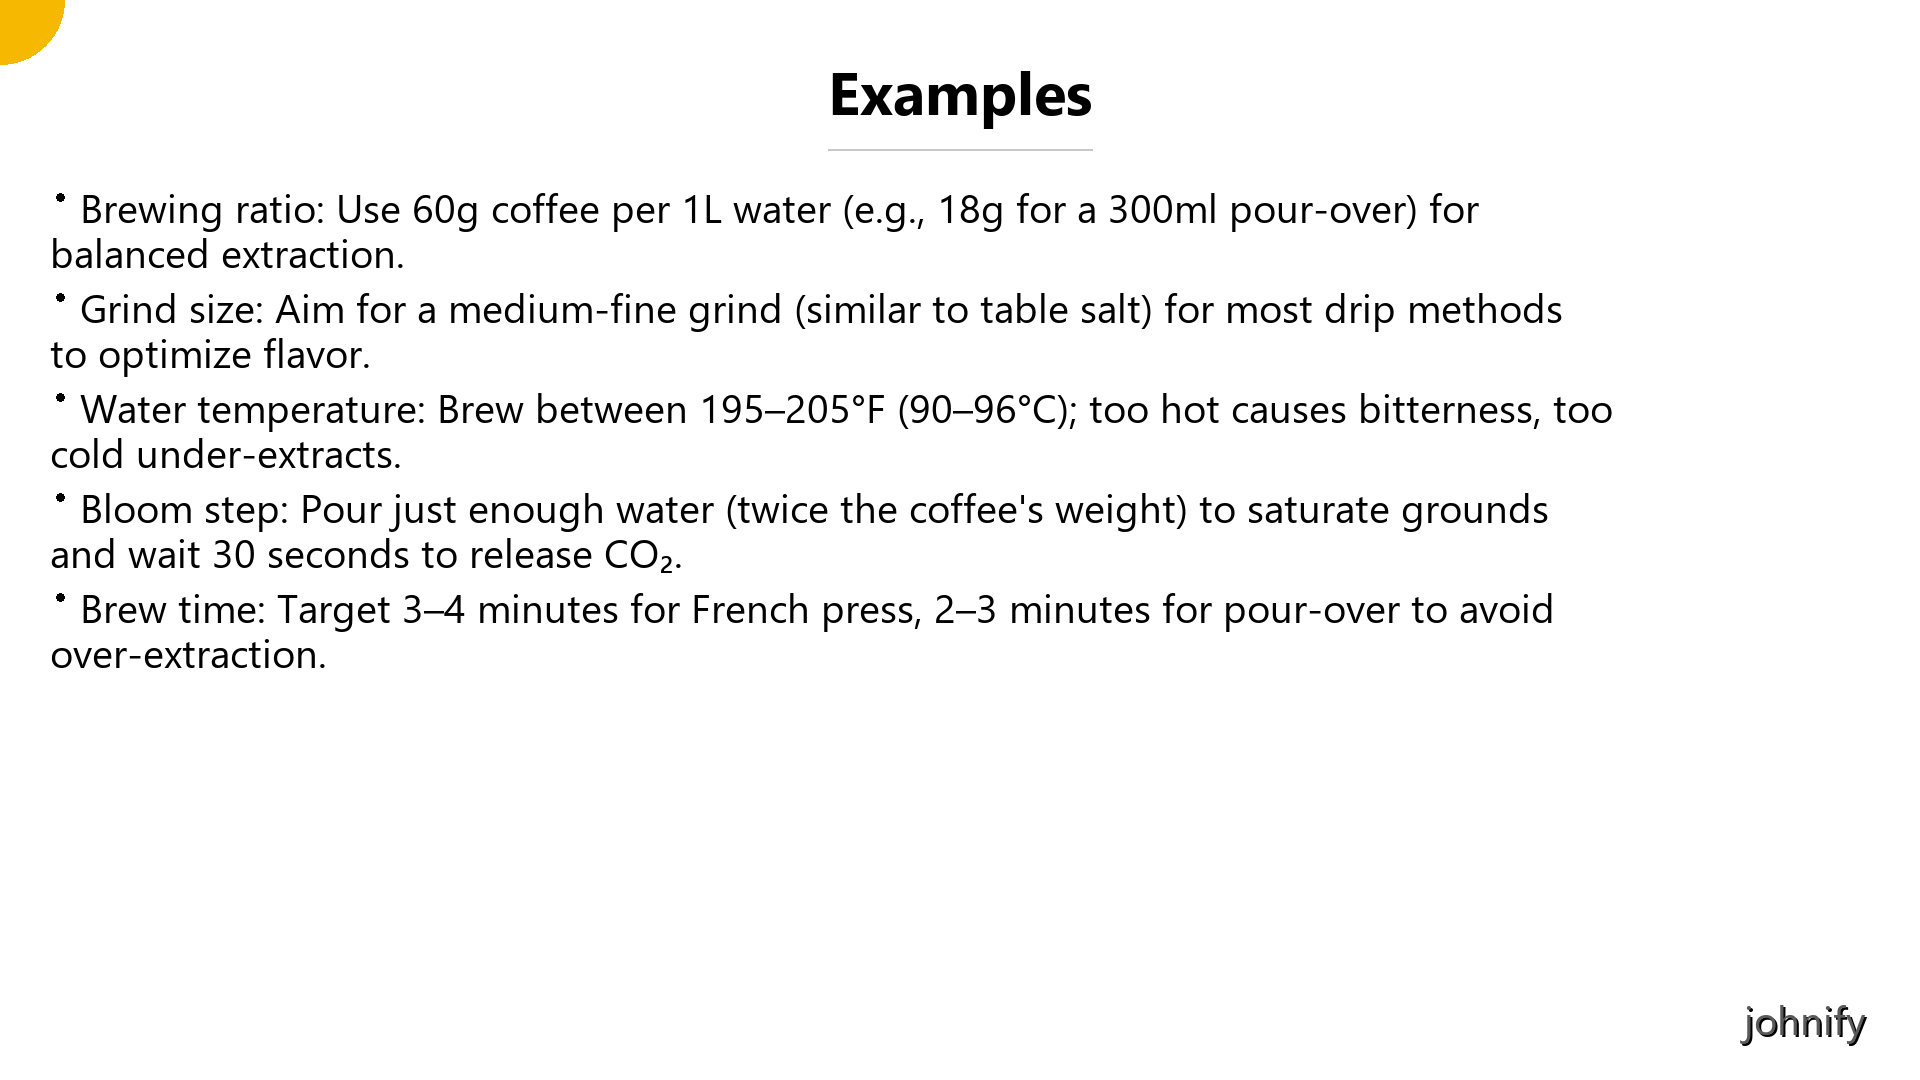 Examples
• Brewing ratio: Use 60g coffee per 1L water (e.g., 18g for a 300ml pour-over) for
balanced extraction.
• Grind size: Aim for a medium-fine grind (similar to table salt) for most drip methods
to optimize flavor.
• Water temperature: Brew between 195–205°F (90–96°C); too hot causes bitterness, too
cold under-extracts.
• Bloom step: Pour just enough water (twice the coffee's weight) to saturate grounds
and wait 30 seconds to release CO₂.
• Brew time: Target 3–4 minutes for French press, 2–3 minutes for pour-over to avoid
over-extraction.
johnify